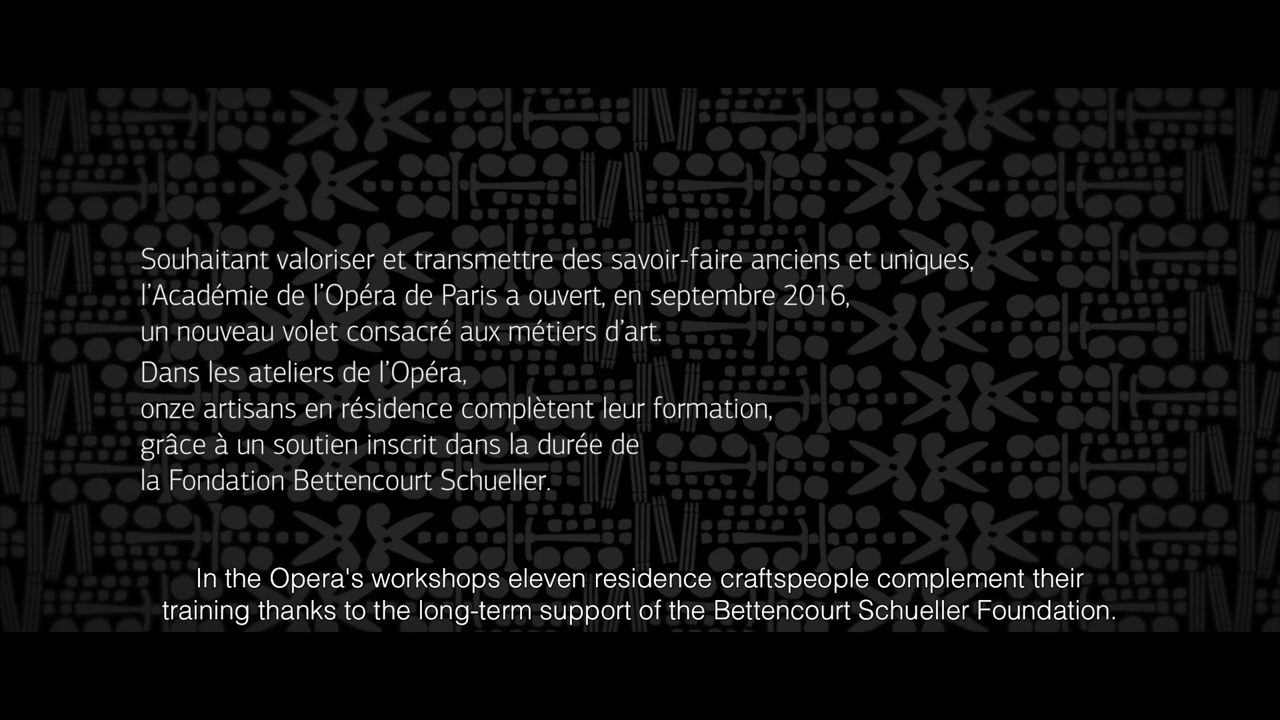 Souhaitant valoriser et transmettre des savoir-faire anciens et uniques,
l’Académie de l’Opéra de Paris a ouvert, en septembre 2016,
un nouveau volet consacré aux métiers d’art.
Dans les ateliers de l’Opéra,
onze artisans en résidence complètent leur formation,
grâce à un soutien inscrit dans la durée de
la Fondation Bettencourt Schueller.
In the Opera's workshops eleven residence craftspeople complement their
training thanks to the long-term support of the Bettencourt Schueller Foundation.